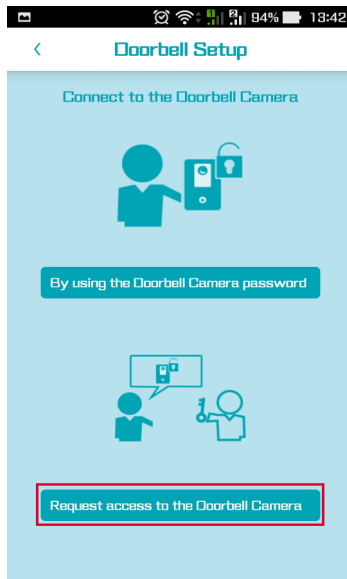 94% 13:42
Doorbell Setup
Connect to the Doorbell Camera
By using the Doorbell Camera password
Request access to the Doorbell Camera